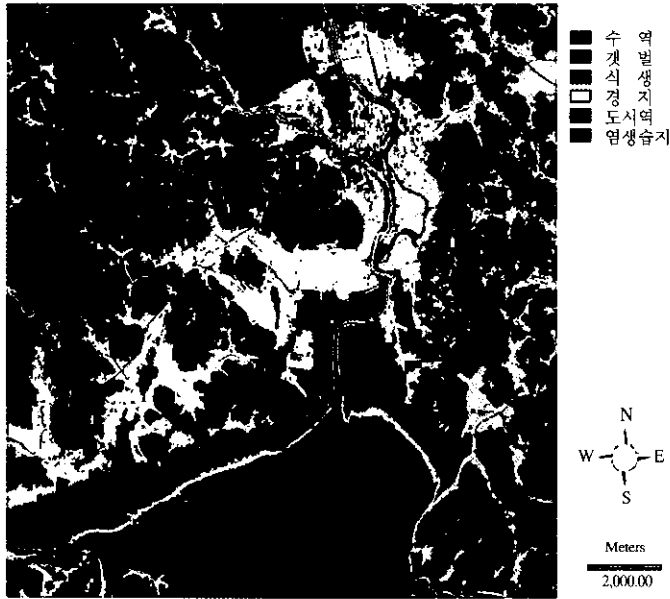 수 역
갯 벌
식 생
경 지
도시역
염생습지
N
W E
S
Meters
2,000.00